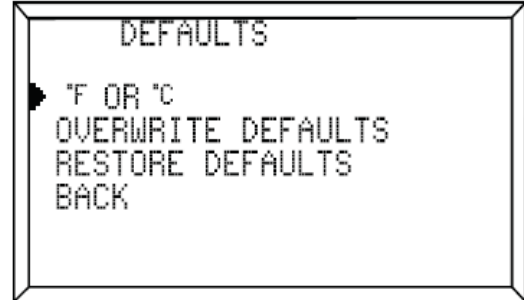 DEFAULTS
°F OR °C
OVERWRITE DEFAULTS
RESTORE DEFAULTS
BACK